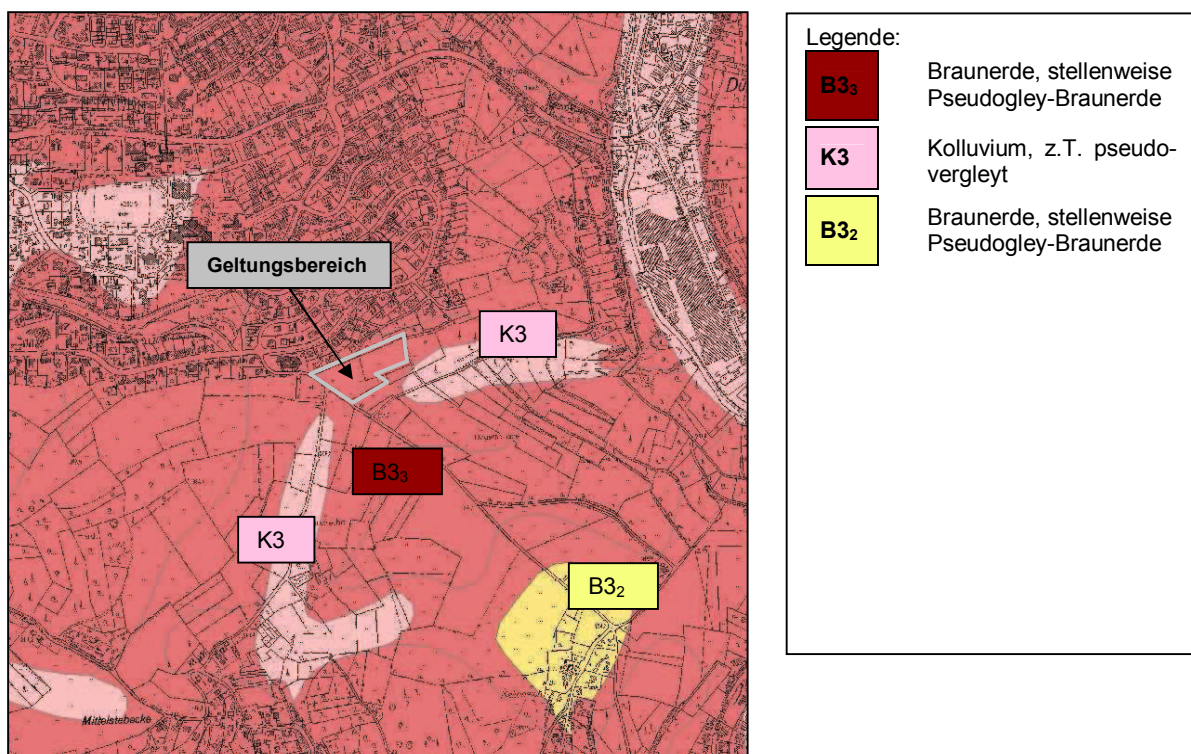 Geltungsbereich
K3
B3₃
K3
B3₂
Mittelstebecke
Legende:
B3₃
Braunerde, stellenweise
Pseudogley-Braunerde
K3
Kolluvium, z.T. pseudo-
vergleyt
B3₂
Braunerde, stellenweise
Pseudogley-Braunerde